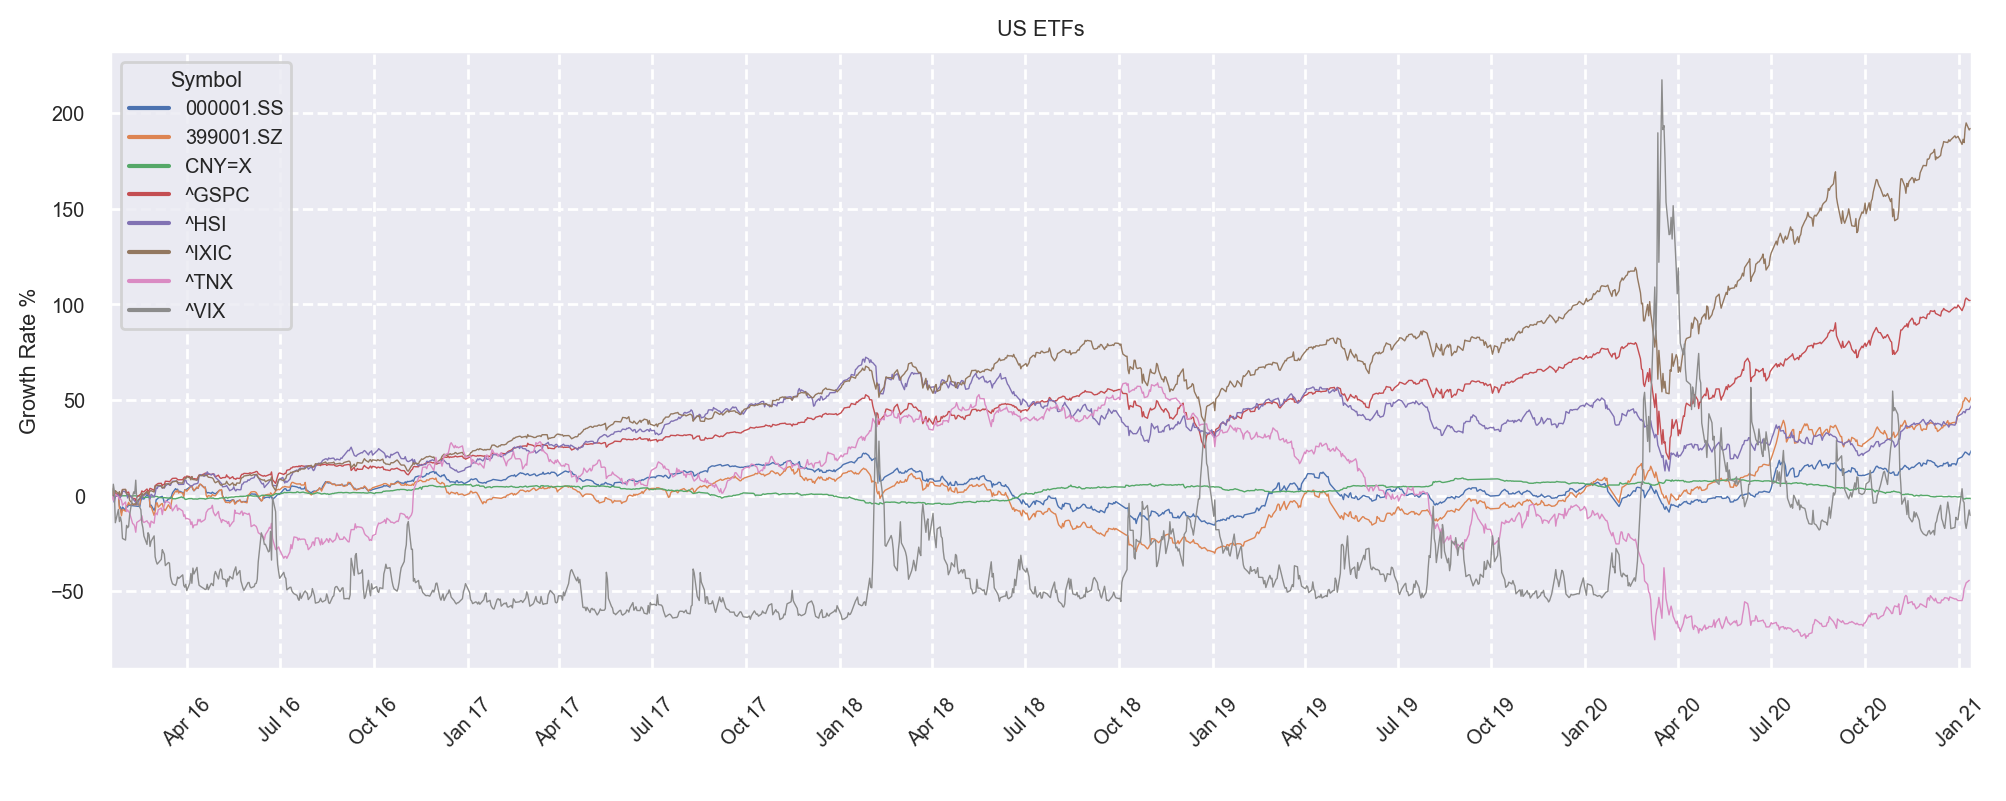 US ETFs
Symbol
000001.SS
399001.SZ
CNY=X
^GSPC
^HSI
^IXIC
^TNX
^VIX
Growth Rate %
200
150
100
50
0
−50
Apr 16
Jul 16
Oct 16
Jan 17
Apr 17
Jul 17
Oct 17
Jan 18
Apr 18
Jul 18
Oct 18
Jan 19
Apr 19
Jul 19
Oct 19
Jan 20
Apr 20
Jul 20
Oct 20
Jan 21